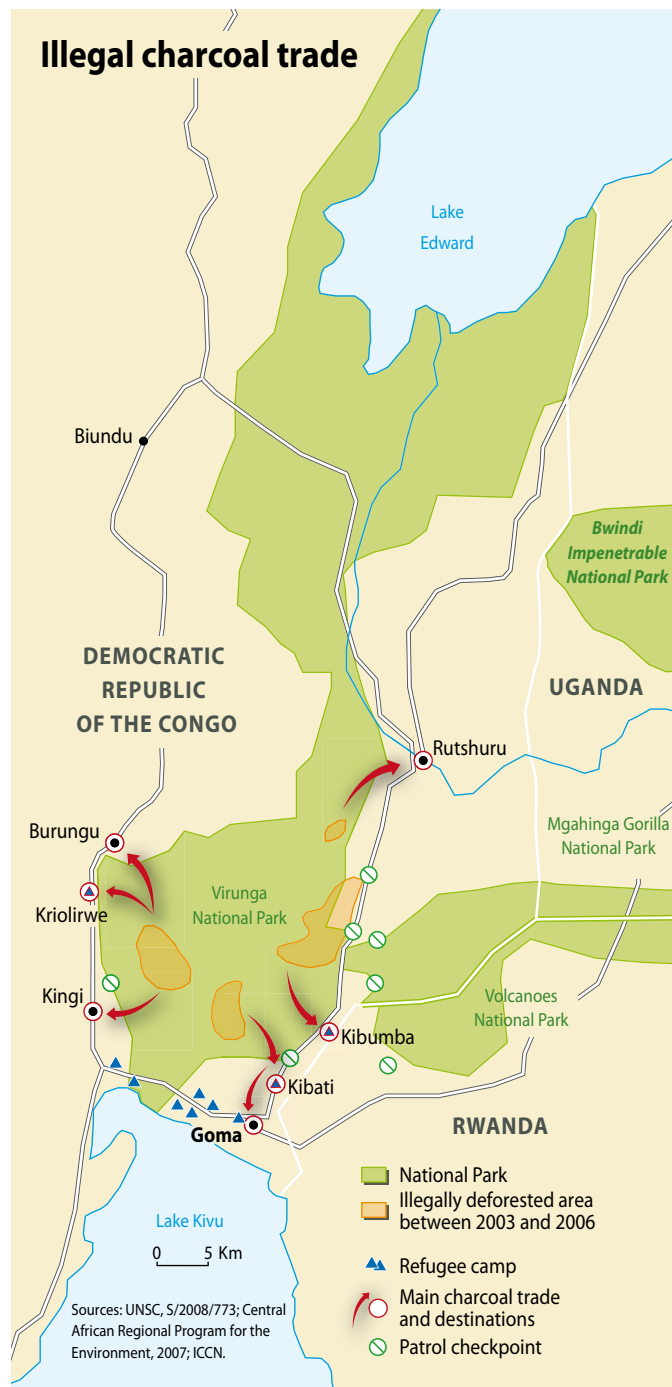 Illegal charcoal trade
Lake
Edward
Biundu
Bwindi
Impenetrable
National Park
DEMOCRATIC
REPUBLIC
OF THE CONGO
UGANDA
Rutshuru
Burungu
Mgahinga Gorilla
National Park
Kriolirwe
Virunga
National Park
Kingi
Volcanoes
National Park
Kibumba
Kibati
Goma
RWANDA
National Park
Illegally deforested area
between 2003 and 2006
Lake Kivu
0 5 Km
Refugee camp
Main charcoal trade
and destinations
Patrol checkpoint
Sources: UNSC, S/2008/773; Central
African Regional Program for the
Environment, 2007; ICCN.